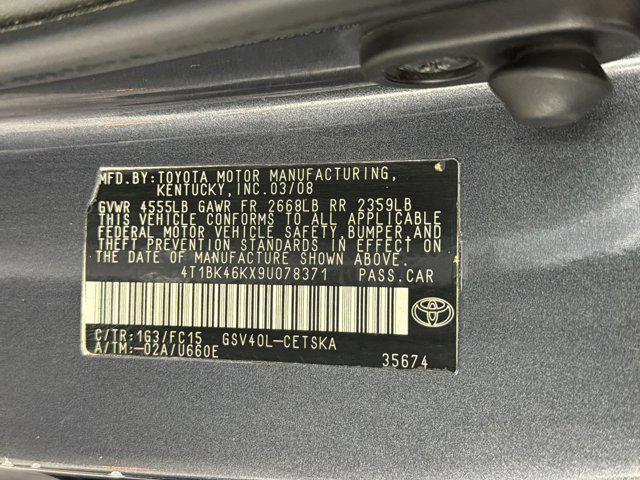 MFD.BY:TOYOTA MOTOR MANUFACTURING,
KENTUCKY, INC.03/08
GVWR 4555LB GAWR FR 2668LB RR 2359LB
THIS VEHICLE CONFORMS TO ALL APPLICABLE
FEDERAL MOTOR VEHICLE SAFETY,BUMPER,AND
THEFT PREVENTION STANDARDS IN EFFECT ON
THE DATE OF MANUFACTURE SHOWN ABOVE.
4T1BK46KX9U078371 PASS.CAR
C/TR:1G3/FC15 GSV40L-CETSKA
A/TM:-02A/U660E 35674